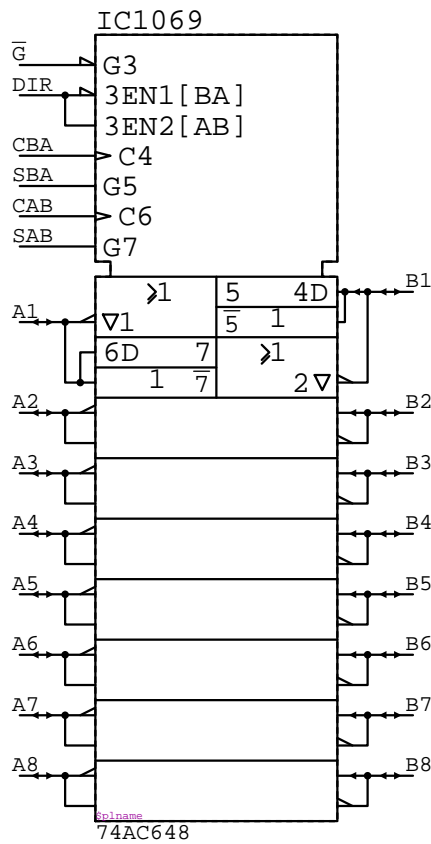 IC1069
G̅ G3
DIR 3EN1[BA]
3EN2[AB]
CBA C4
SBA G5
CAB C6
SAB G7
≥1 5 4D B1
A1 ▽1 5̅ 1
6D 7 ≥1
1 7̅ 2▽
A2 B2
A3 B3
A4 B4
A5 B5
A6 B6
A7 B7
A8 B8
$plname
74AC648